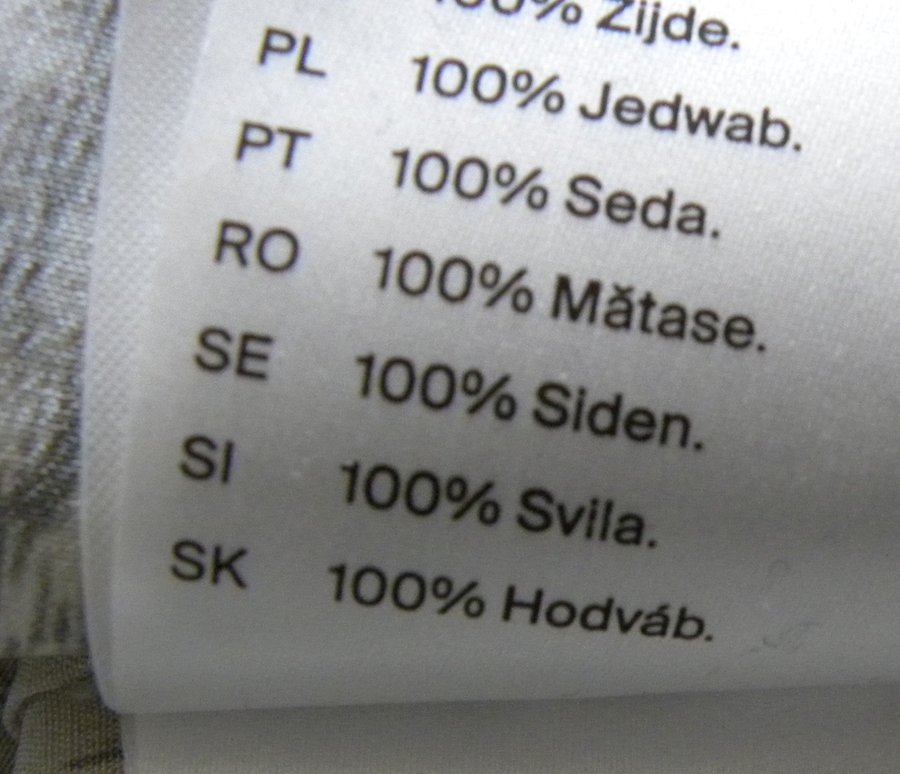 100% Zijde.
PL 100% Jedwab.
PT 100% Seda.
RO 100% Mătase.
SE 100% Siden.
SI 100% Svila.
SK 100% Hodváb.